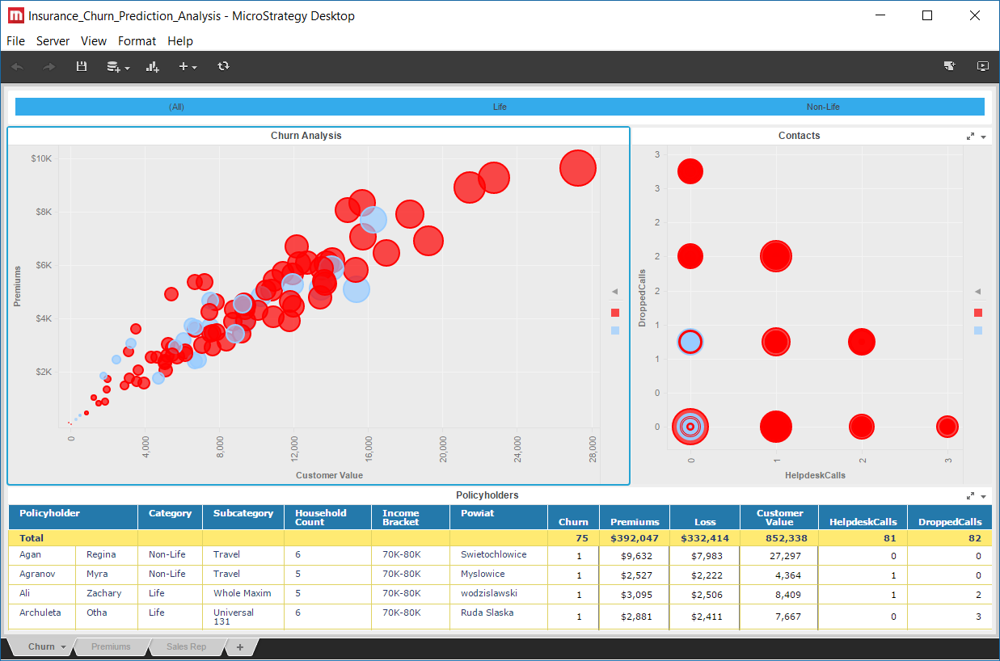 Insurance_Churn_Prediction_Analysis - MicroStrategy Desktop
File Server View Format Help
(All) Life Non-Life
Churn Analysis
Premiums
$10K
$8K
$6K
$4K
$2K
0 4,000 8,000 12,000 16,000 20,000 24,000 28,000
Customer Value
Contacts
DroppedCalls
3
3
2
2
2
1
1
0
0
0 1 2 3
HelpdeskCalls
Policyholders
Policyholder Category Subcategory Household Count Income Bracket Powiat Churn Premiums Loss Customer Value HelpdeskCalls DroppedCalls
Total 75 $392,047 $332,414 852,338 81 82
Agan Regina Non-Life Travel 6 70K-80K Swietochlowice 1 $9,632 $7,983 27,297 0 0
Agranov Myra Non-Life Travel 5 70K-80K Myslowice 1 $2,527 $2,222 4,364 1 0
Ali Zachary Life Whole Maxim 5 70K-80K wodzislawski 1 $3,095 $2,506 8,409 1 2
Archuleta Otha Life Universal 131 6 70K-80K Ruda Slaska 1 $2,881 $2,411 7,667 0 3
Churn Premiums Sales Rep +